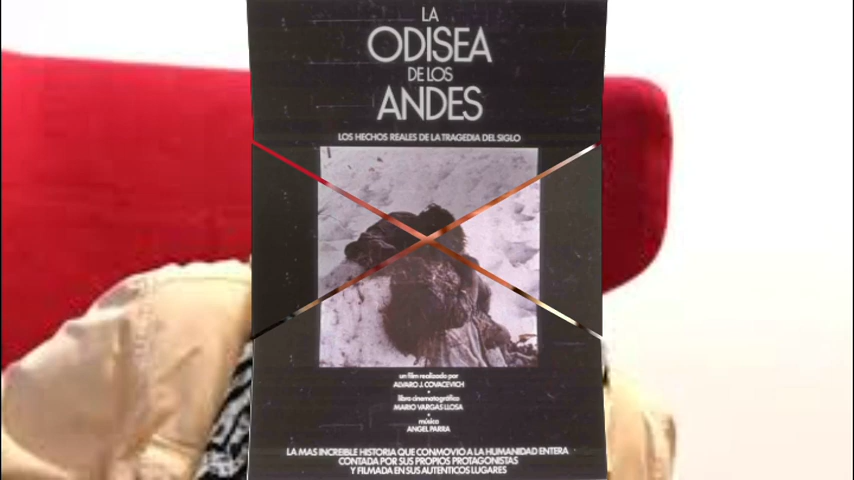 LA
ODISEA
DE LOS
ANDES
LOS HECHOS REALES DE LA TRAGEDIA DEL SIGLO
un film realizado por
ALVARO J. COVACEVICH
libro cinematográfico
MARIO VARGAS LLOSA
música
ANGEL PARRA
LA MAS INCREIBLE HISTORIA QUE CONMOVIO A LA HUMANIDAD ENTERA
CONTADA POR SUS PROPIOS PROTAGONISTAS
Y FILMADA EN SUS AUTENTICOS LUGARES